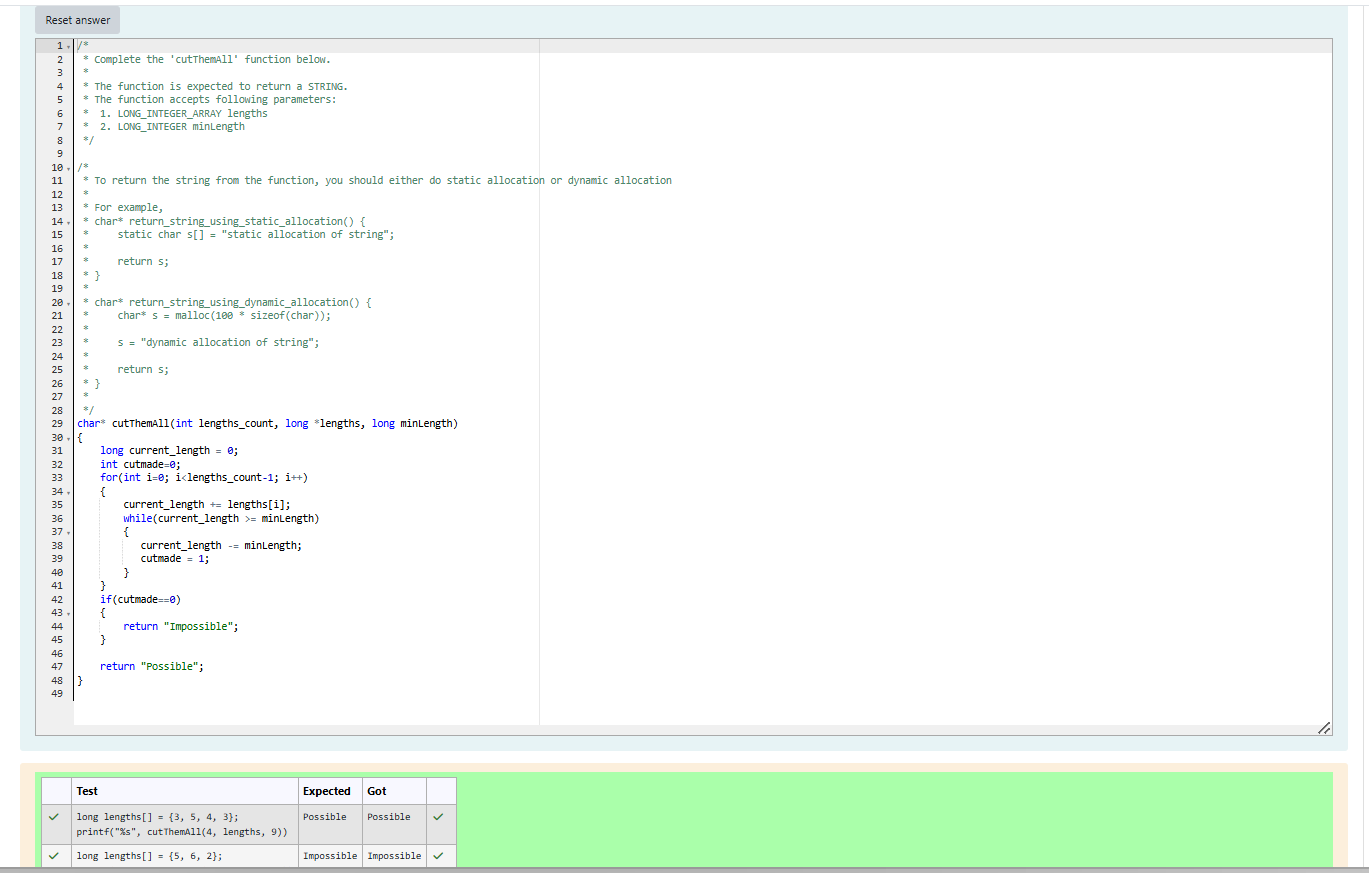 Reset answer
1 /*
2  * Complete the 'cutThemAll' function below.
3  *
4  * The function is expected to return a STRING.
5  * The function accepts following parameters:
6  *  1. LONG_INTEGER_ARRAY lengths
7  *  2. LONG_INTEGER minLength
8  */
9
10 /*
11  * To return the string from the function, you should either do static allocation or dynamic allocation
12  *
13  * For example,
14  * char* return_string_using_static_allocation() {
15  *     static char s[] = "static allocation of string";
16  *
17  *     return s;
18  * }
19  *
20  * char* return_string_using_dynamic_allocation() {
21  *     char* s = malloc(100 * sizeof(char));
22  *
23  *     s = "dynamic allocation of string";
24  *
25  *     return s;
26  * }
27  *
28  */
29 char* cutThemAll(int lengths_count, long *lengths, long minLength)
30 {
31     long current_length = 0;
32     int cutmade=0;
33     for(int i=0; i<lengths_count-1; i++)
34     {
35         current_length += lengths[i];
36         while(current_length >= minLength)
37         {
38            current_length -= minLength;
39            cutmade = 1;
40         }
41     }
42     if(cutmade==0)
43     {
44         return "Impossible";
45     }
46
47     return "Possible";
48 }
49
Test Expected Got
long lengths[] = {3, 5, 4, 3}; Possible Possible
printf("%s", cutThemAll(4, lengths, 9))
long lengths[] = {5, 6, 2}; Impossible Impossible